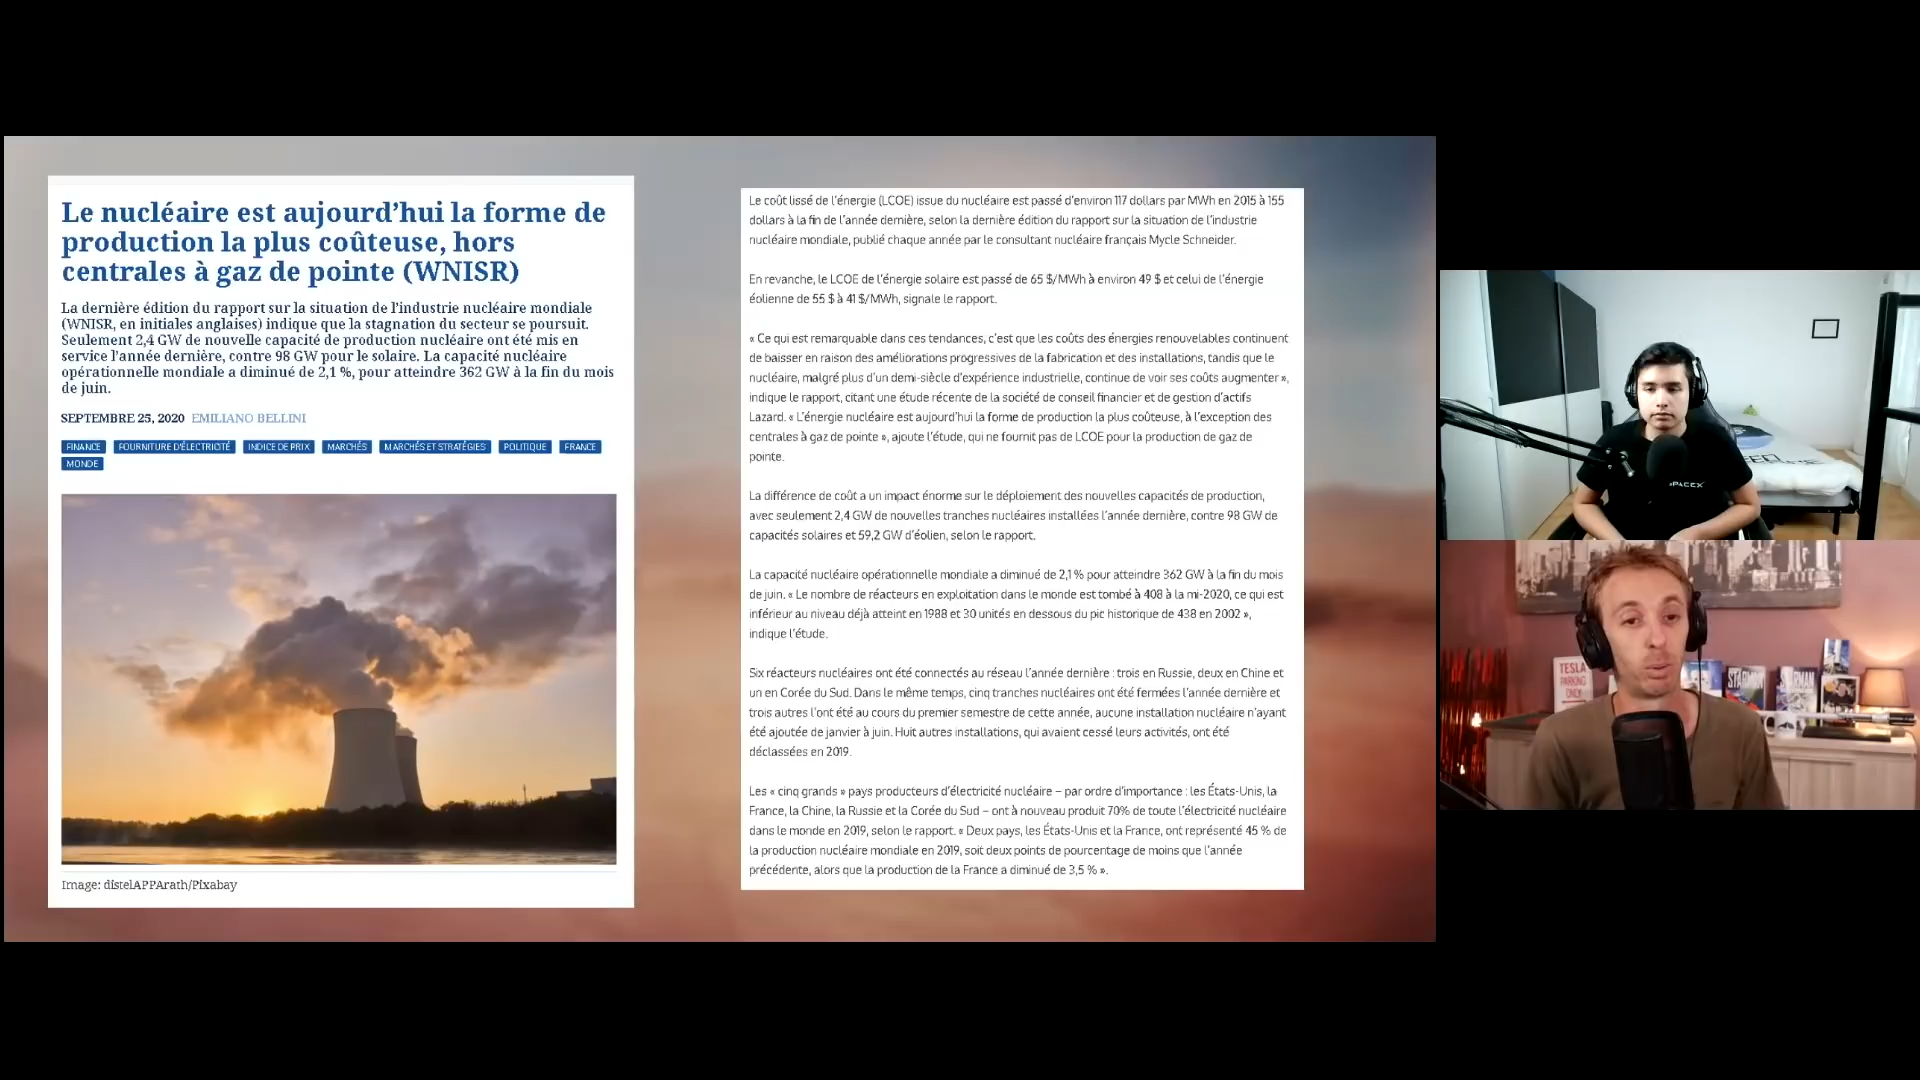 Le nucléaire est aujourd’hui la forme de
production la plus coûteuse, hors
centrales à gaz de pointe (WNISR)
La dernière édition du rapport sur la situation de l’industrie nucléaire mondiale
(WNISR, en initiales anglaises) indique que la stagnation du secteur se poursuit.
Seulement 2,4 GW de nouvelle capacité de production nucléaire ont été mis en
service l’année dernière, contre 98 GW pour le solaire. La capacité nucléaire
opérationnelle mondiale a diminué de 2,1 %, pour atteindre 362 GW à la fin du mois
de juin.
SEPTEMBRE 25, 2020 EMILIANO BELLINI
FINANCE FOURNITURE D'ÉLECTRICITÉ INDICE DE PRIX MARCHÉS MARCHÉS ET STRATÉGIES POLITIQUE FRANCE
MONDE
Image: distelAPPArath/Pixabay
Le coût lissé de l’énergie (LCOE) issue du nucléaire est passé d’environ 117 dollars par MWh en 2015 à 155
dollars à la fin de l’année dernière, selon la dernière édition du rapport sur la situation de l’industrie
nucléaire mondiale, publié chaque année par le consultant nucléaire français Mycle Schneider.
En revanche, le LCOE de l’énergie solaire est passé de 65 $/MWh à environ 49 $ et celui de l’énergie
éolienne de 55 $ à 41 $/MWh, signale le rapport.
« Ce qui est remarquable dans ces tendances, c’est que les coûts des énergies renouvelables continuent
de baisser en raison des améliorations progressives de la fabrication et des installations, tandis que le
nucléaire, malgré plus d’un demi-siècle d’expérience industrielle, continue de voir ses coûts augmenter »,
indique le rapport, citant une étude récente de la société de conseil financier et de gestion d’actifs
Lazard. « L’énergie nucléaire est aujourd’hui la forme de production la plus coûteuse, à l’exception des
centrales à gaz de pointe », ajoute l’étude, qui ne fournit pas de LCOE pour la production de gaz de
pointe.
La différence de coût a un impact énorme sur le déploiement des nouvelles capacités de production,
avec seulement 2,4 GW de nouvelles tranches nucléaires installées l’année dernière, contre 98 GW de
capacités solaires et 59,2 GW d’éolien, selon le rapport.
La capacité nucléaire opérationnelle mondiale a diminué de 2,1 % pour atteindre 362 GW à la fin du mois
de juin. « Le nombre de réacteurs en exploitation dans le monde est tombé à 408 à la mi-2020, ce qui est
inférieur au niveau déjà atteint en 1988 et 30 unités en dessous du pic historique de 438 en 2002 »,
indique l’étude.
Six réacteurs nucléaires ont été connectés au réseau l’année dernière : trois en Russie, deux en Chine et
un en Corée du Sud. Dans le même temps, cinq tranches nucléaires ont été fermées l’année dernière et
trois autres l’ont été au cours du premier semestre de cette année, aucune installation nucléaire n’ayant
été ajoutée de janvier à juin. Huit autres installations, qui avaient cessé leurs activités, ont été
déclassées en 2019.
Les « cinq grands » pays producteurs d’électricité nucléaire – par ordre d’importance : les États-Unis, la
France, la Chine, la Russie et la Corée du Sud – ont à nouveau produit 70% de toute l’électricité nucléaire
dans le monde en 2019, selon le rapport. « Deux pays, les États-Unis et la France, ont représenté 45 % de
la production nucléaire mondiale en 2019, soit deux points de pourcentage de moins que l’année
précédente, alors que la production de la France a diminué de 3,5 % ».
SPACEX
TESLA
PARKING
ONLY
STARMAN